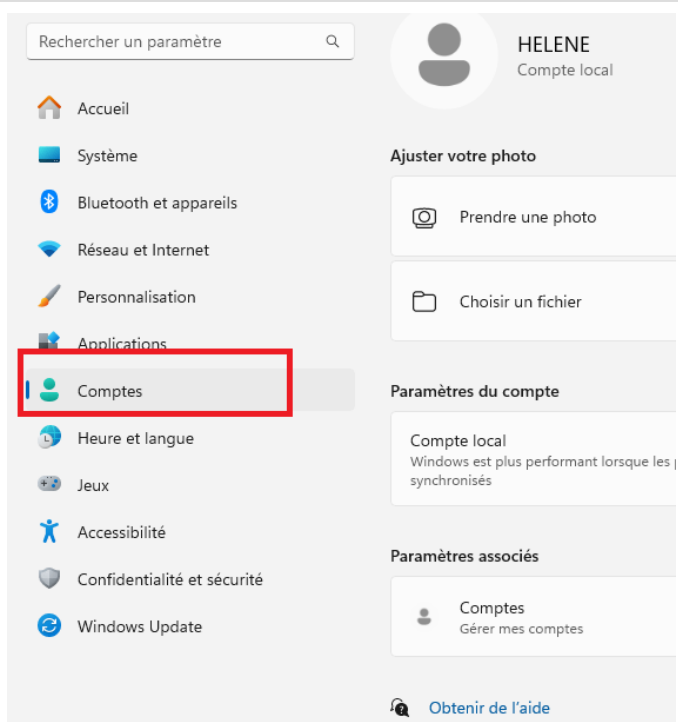 Rechercher un paramètre
Accueil
Système
Bluetooth et appareils
Réseau et Internet
Personnalisation
Applications
Comptes
Heure et langue
Jeux
Accessibilité
Confidentialité et sécurité
Windows Update
HELENE
Compte local
Ajuster votre photo
Prendre une photo
Choisir un fichier
Paramètres du compte
Compte local
Windows est plus performant lorsque les
synchronisés
Paramètres associés
Comptes
Gérer mes comptes
Obtenir de l'aide